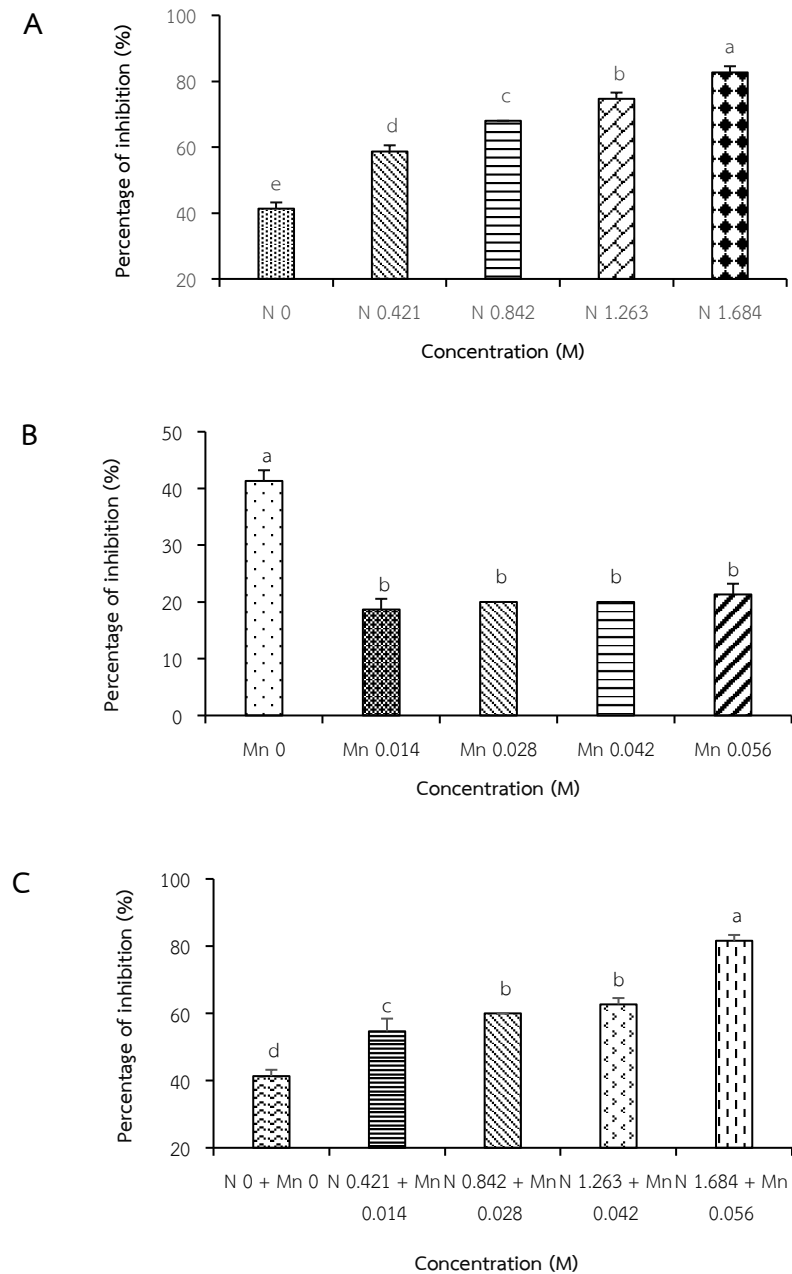 A
Percentage of inhibition (%)
100
80
60
40
20
e
d
c
b
a
N 0
N 0.421
N 0.842
N 1.263
N 1.684
Concentration (M)
B
Percentage of inhibition (%)
50
40
30
20
10
0
a
b
b
b
b
Mn 0
Mn 0.014
Mn 0.028
Mn 0.042
Mn 0.056
Concentration (M)
C
Percentage of inhibition (%)
100
80
60
40
20
d
c
b
b
a
N 0 + Mn 0
N 0.421 + Mn
0.014
N 0.842 + Mn
0.028
N 1.263 + Mn
0.042
N 1.684 + Mn
0.056
Concentration (M)